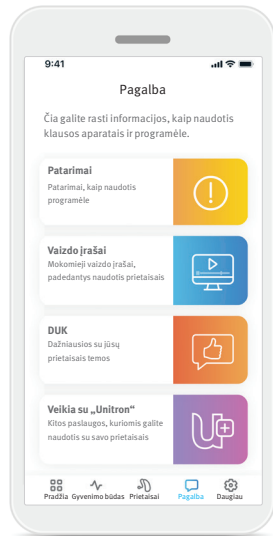 9:41
Pagalba
Čia galite rasti informacijos, kaip naudotis
klausos aparatais ir programėle.
Patarimai
Patarimai, kaip naudotis
programėle
Vaizdo įrašai
Mokomieji vaizdo įrašai,
padedantys naudotis prietaisais
DUK
Dažniausios su jūsų
prietaisais temos
Veikia su „Unitron“
Kitos paslaugos, kuriomis galite
naudotis su savo prietaisais
Pradžia Gyvenimo būdas Prietaisai Pagalba Daugiau